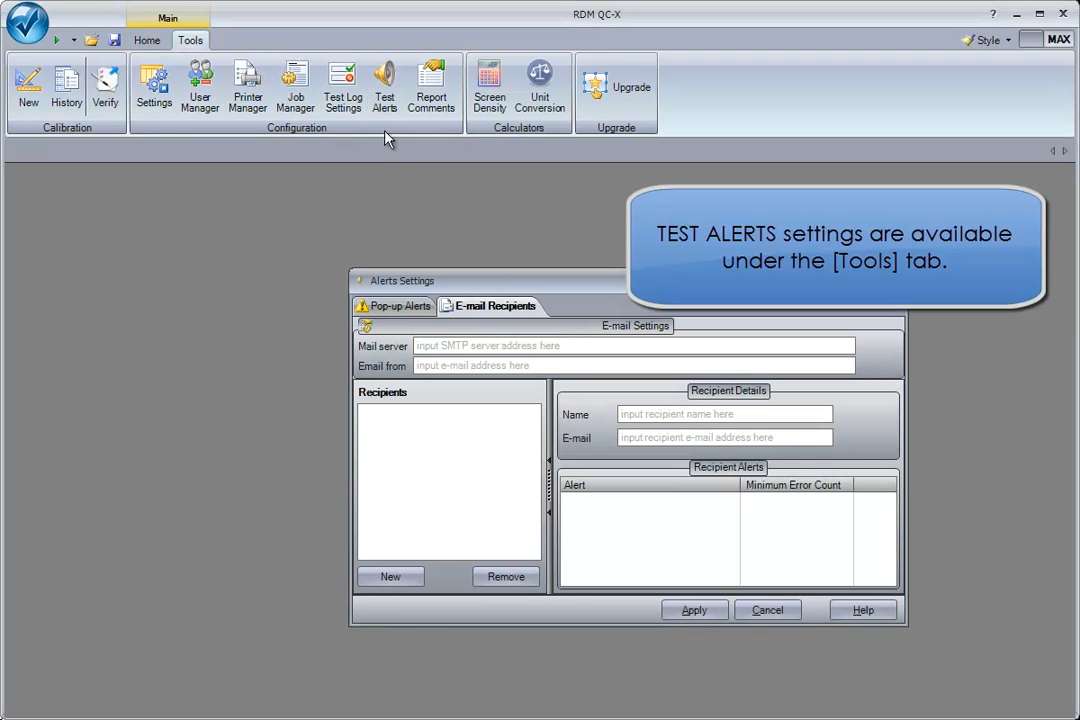 Main
RDM QC-X
?
Home
Tools
Style
MAX
New
History
Verify
Settings
User Manager
Printer Manager
Job Manager
Test Log Settings
Test Alerts
Report Comments
Screen Density
Unit Conversion
Upgrade
Calibration
Configuration
Calculators
Upgrade
TEST ALERTS settings are available
under the [Tools] tab.
Alerts Settings
Pop-up Alerts
E-mail Recipients
E-mail Settings
Mail server
input SMTP server address here
Email from
input e-mail address here
Recipients
Recipient Details
Name
input recipient name here
E-mail
input recipient e-mail address here
Recipient Alerts
Alert
Minimum Error Count
New
Remove
Apply
Cancel
Help